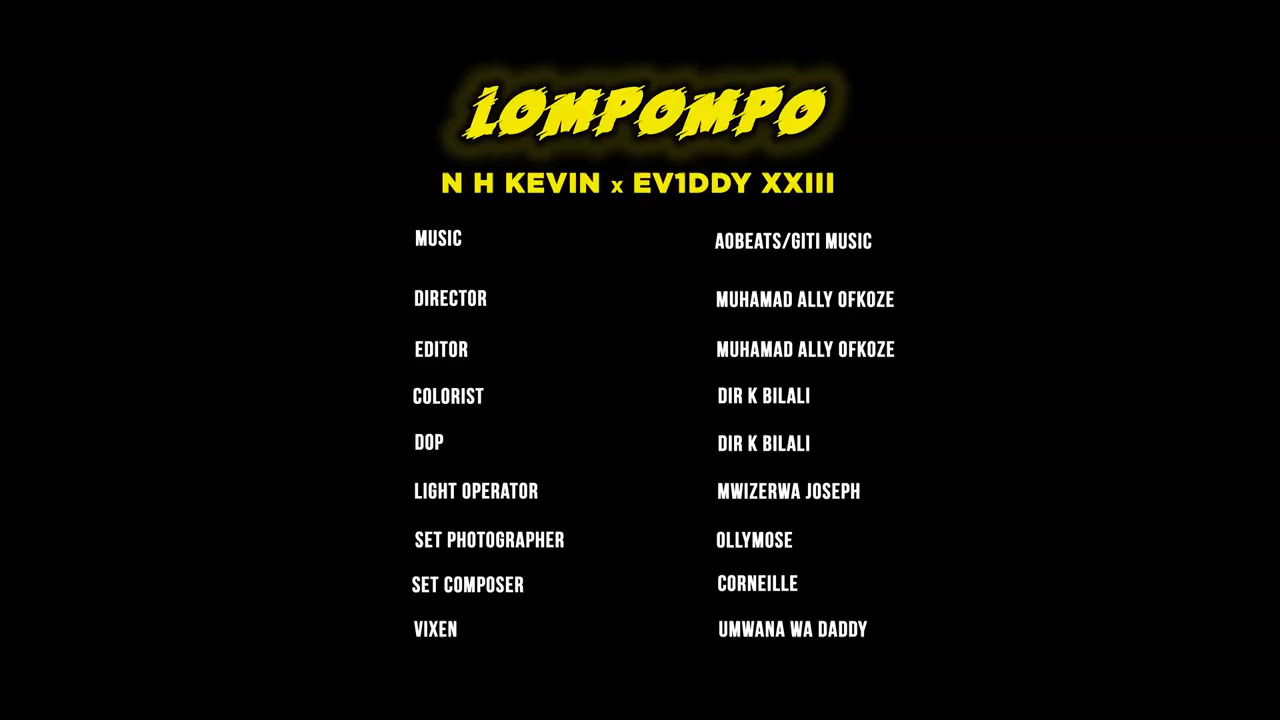 LOMPOMPO
N H KEVIN x EV1DDY XXIII
MUSIC AOBEATS/GITI MUSIC
DIRECTOR MUHAMAD ALLY OFKOZE
EDITOR MUHAMAD ALLY OFKOZE
COLORIST DIR K BILALI
DOP DIR K BILALI
LIGHT OPERATOR MWIZERWA JOSEPH
SET PHOTOGRAPHER OLLYMOSE
SET COMPOSER CORNEILLE
VIXEN UMWANA WA DADDY